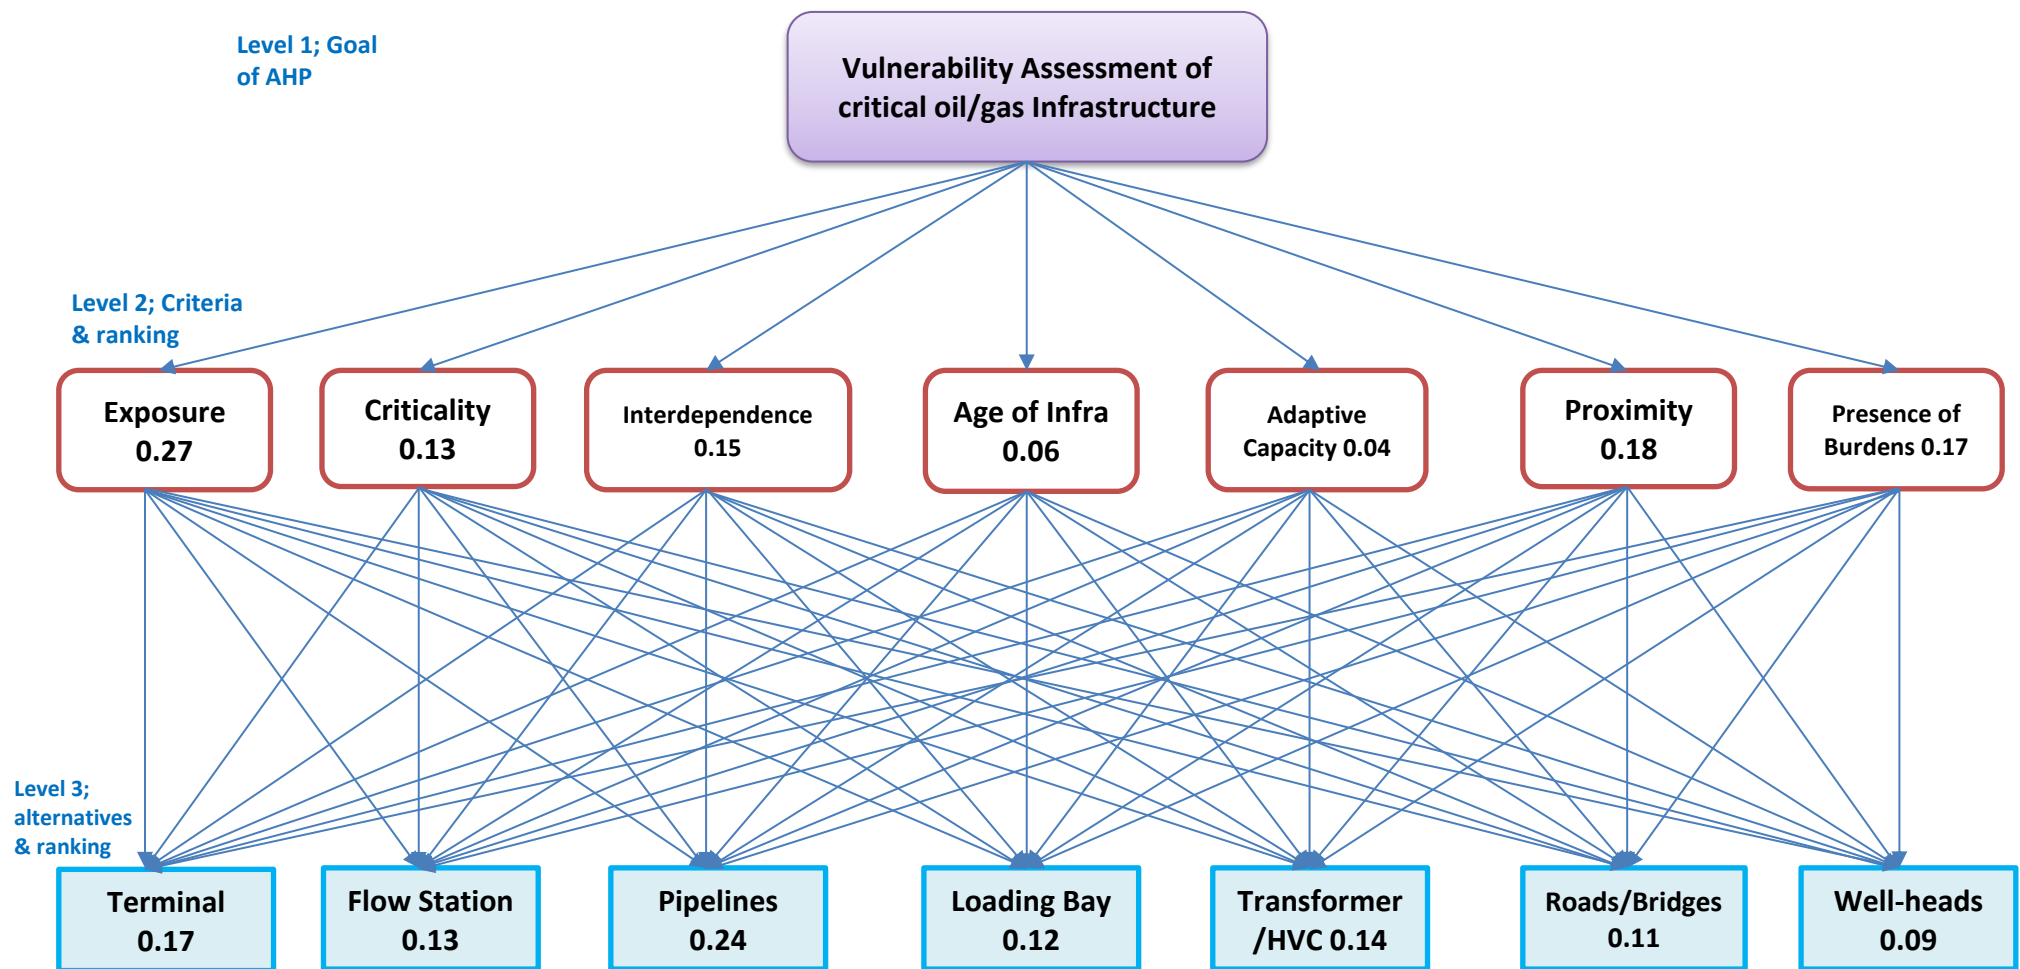 Level 1; Goal
of AHP
Vulnerability Assessment of
critical oil/gas Infrastructure
Level 2; Criteria
& ranking
Exposure
0.27
Criticality
0.13
Interdependence
0.15
Age of Infra
0.06
Adaptive
Capacity 0.04
Proximity
0.18
Presence of
Burdens 0.17
Level 3;
alternatives
& ranking
Terminal
0.17
Flow Station
0.13
Pipelines
0.24
Loading Bay
0.12
Transformer
/HVC 0.14
Roads/Bridges
0.11
Well-heads
0.09